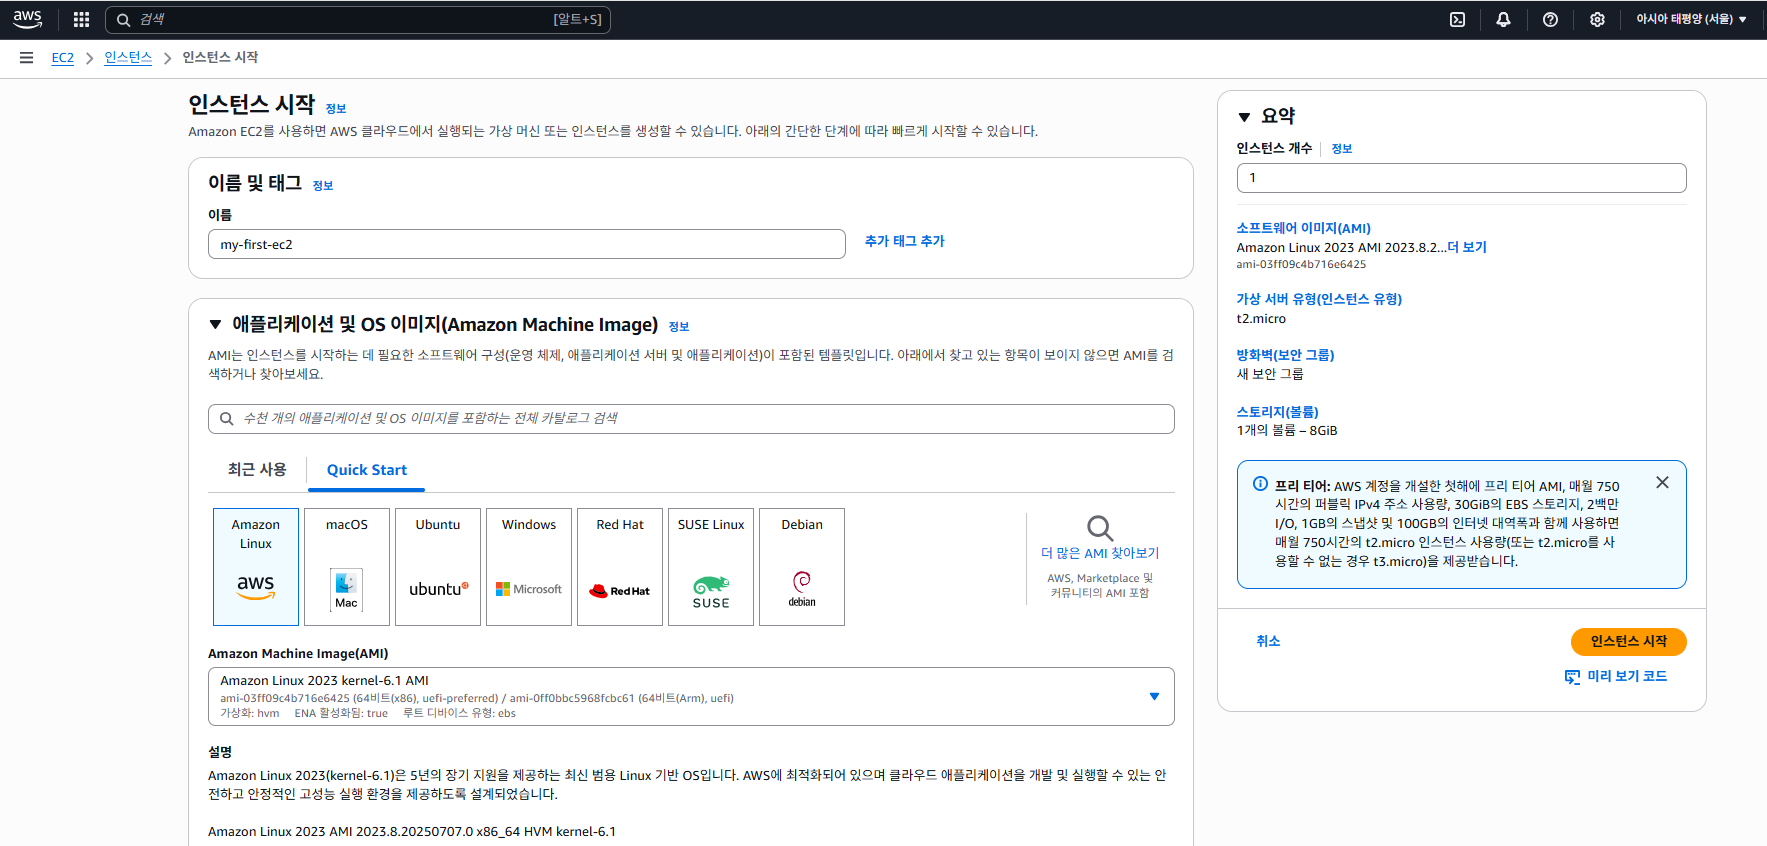 aws
검색
[알트+S]
아시아 태평양 (서울)
EC2
인스턴스
인스턴스 시작
인스턴스 시작 정보
Amazon EC2를 사용하면 AWS 클라우드에서 실행되는 가상 머신 또는 인스턴스를 생성할 수 있습니다. 아래의 간단한 단계에 따라 빠르게 시작할 수 있습니다.
이름 및 태그 정보
이름
my-first-ec2
추가 태그 추가
애플리케이션 및 OS 이미지(Amazon Machine Image) 정보
AMI는 인스턴스를 시작하는 데 필요한 소프트웨어 구성(운영 체제, 애플리케이션 서버 및 애플리케이션)이 포함된 템플릿입니다. 아래에서 찾고 있는 항목이 보이지 않으면 AMI를 검
색하거나 찾아보세요.
수천 개의 애플리케이션 및 OS 이미지를 포함하는 전체 카탈로그 검색
최근 사용
Quick Start
Amazon
Linux
aws
macOS
Mac
Ubuntu
ubuntu
Windows
Microsoft
Red Hat
Red Hat
SUSE Linux
SUSE
Debian
debian
더 많은 AMI 찾아보기
AWS, Marketplace 및
커뮤니티의 AMI 포함
Amazon Machine Image(AMI)
Amazon Linux 2023 kernel-6.1 AMI
ami-03ff09c4b716e6425 (64비트(x86), uefi-preferred) / ami-0ff0bbc5968fcbc61 (64비트(Arm), uefi)
가상화: hvm ENA 활성화됨: true 루트 디바이스 유형: ebs
설명
Amazon Linux 2023(kernel-6.1)은 5년의 장기 지원을 제공하는 최신 범용 Linux 기반 OS입니다. AWS에 최적화되어 있으며 클라우드 애플리케이션을 개발 및 실행할 수 있는 안
전하고 안정적인 고성능 실행 환경을 제공하도록 설계되었습니다.
Amazon Linux 2023 AMI 2023.8.20250707.0 x86_64 HVM kernel-6.1
요약
인스턴스 개수 정보
1
소프트웨어 이미지(AMI)
Amazon Linux 2023 AMI 2023.8.2...더 보기
ami-03ff09c4b716e6425
가상 서버 유형(인스턴스 유형)
t2.micro
방화벽(보안 그룹)
새 보안 그룹
스토리지(볼륨)
1개의 볼륨 – 8GiB
프리 티어: AWS 계정을 개설한 첫해에 프리 티어 AMI, 매월 750
시간의 퍼블릭 IPv4 주소 사용량, 30GiB의 EBS 스토리지, 2백만
I/O, 1GB의 스냅샷 및 100GB의 인터넷 대역폭과 함께 사용하면
매월 750시간의 t2.micro 인스턴스 사용량(또는 t2.micro를 사
용할 수 없는 경우 t3.micro)을 제공받습니다.
취소
인스턴스 시작
미리 보기 코드